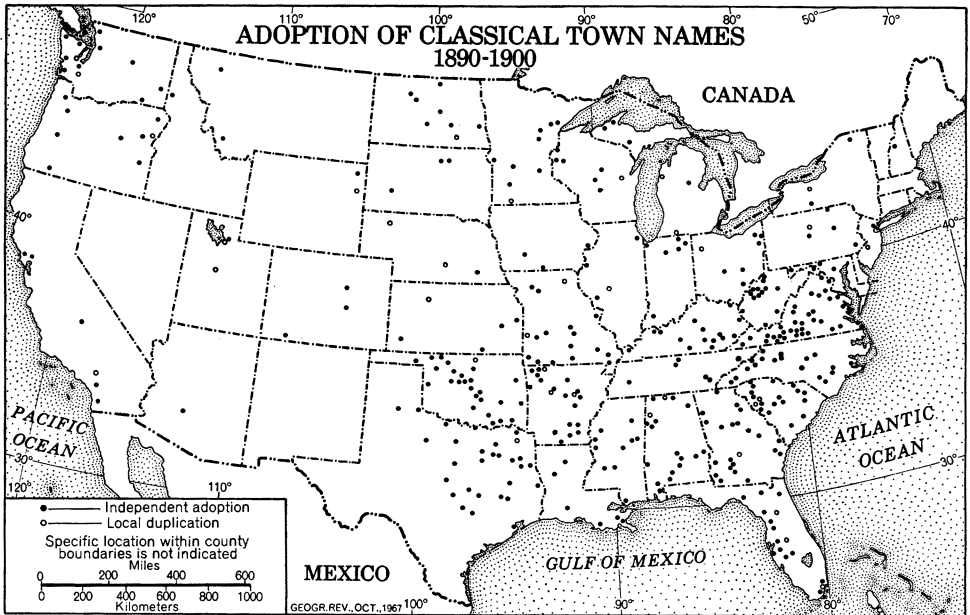 120°
110°
100°
90°
80°
50°
70°
ADOPTION OF CLASSICAL TOWN NAMES
1890-1900
CANADA
40°
40°
PACIFIC
OCEAN
ATLANTIC
OCEAN
30°
30°
120°
110°
Independent adoption
Local duplication
Specific location within county
boundaries is not indicated
Miles
0 200 400 600
0 200 400 600 800 1000
Kilometers
MEXICO
GULF OF MEXICO
GEOGR.REV.,OCT.,1967
100°
90°
80°